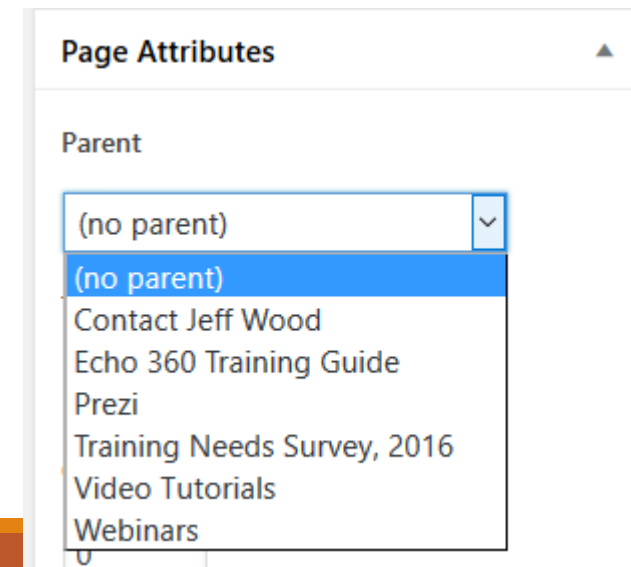 Page Attributes
Parent
(no parent)
(no parent)
Contact Jeff Wood
Echo 360 Training Guide
Prezi
Training Needs Survey, 2016
Video Tutorials
Webinars
0